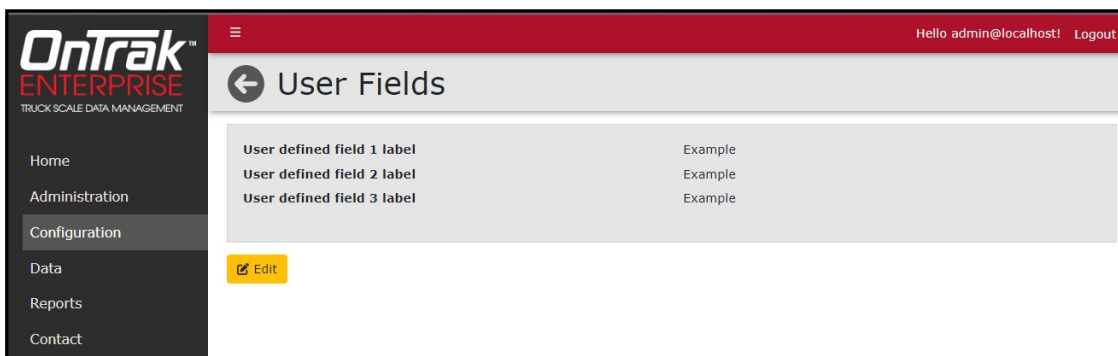 OnTrak™
ENTERPRISE
TRUCK SCALE DATA MANAGEMENT
Hello admin@localhost! Logout
User Fields
Home
Administration
Configuration
Data
Reports
Contact
User defined field 1 label Example
User defined field 2 label Example
User defined field 3 label Example
Edit